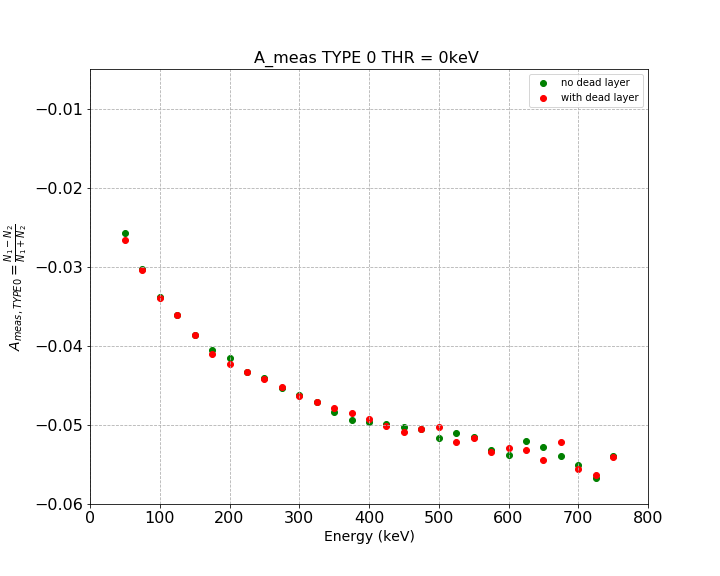 A_meas TYPE 0 THR = 0keV
no dead layer
with dead layer
−0.01
−0.02
−0.03
−0.04
−0.05
−0.06
A_{meas, TYPE0} = \frac{N_1 − N_2}{N_1 + N_2}
0 100 200 300 400 500 600 700 800
Energy (keV)